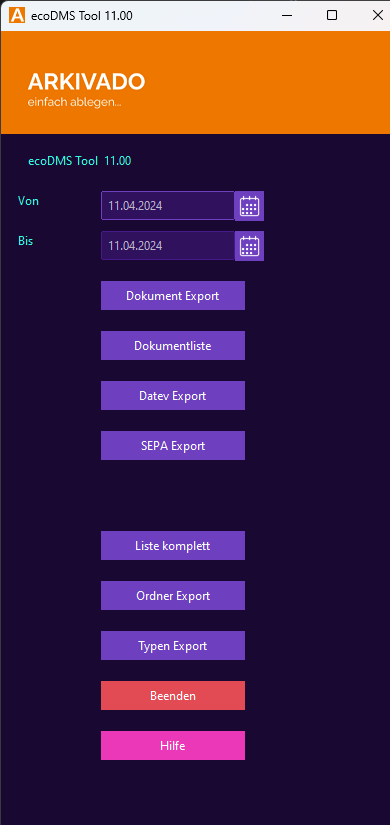 ecoDMS Tool 11.00
ARKIVADO
einfach ablegen...
ecoDMS Tool 11.00
Von
11.04.2024
Bis
11.04.2024
Dokument Export
Dokumentliste
Datev Export
SEPA Export
Liste komplett
Ordner Export
Typen Export
Beenden
Hilfe